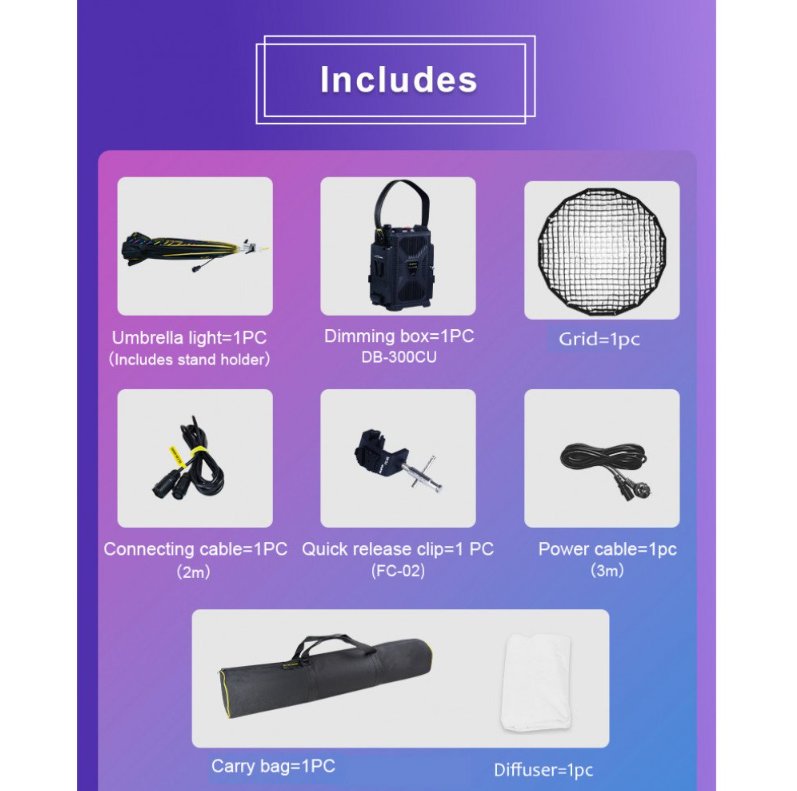 Includes
Umbrella light=1PC
(Includes stand holder)
Dimming box=1PC
DB-300CU
Grid=1pc
Connecting cable=1PC
(2m)
Quick release clip=1 PC
(FC-02)
Power cable=1pc
(3m)
Carry bag=1PC
Diffuser=1pc